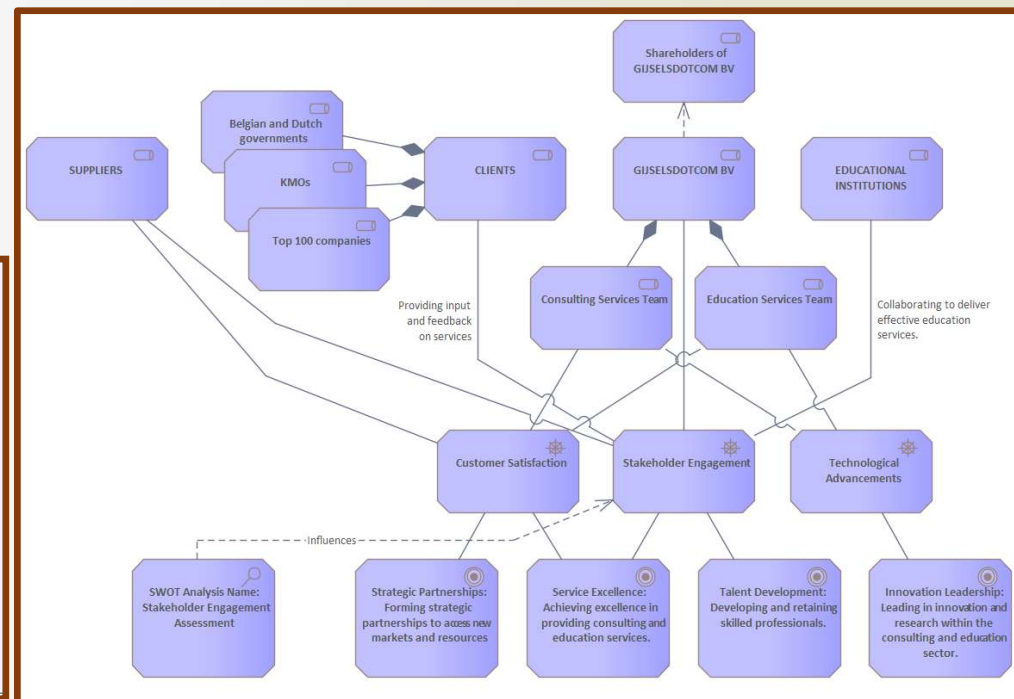 Shareholders of
GIJSELSDOTCOM BV
Belgian and Dutch
governments
SUPPLIERS
KMOs
CLIENTS
GIJSELSDOTCOM BV
EDUCATIONAL
INSTITUTIONS
Top 100 companies
Consulting Services Team
Education Services Team
Providing input
and feedback
on services
Collaborating to deliver
effective education
services.
Customer Satisfaction
Stakeholder Engagement
Technological
Advancements
Influences
SWOT Analysis Name:
Stakeholder Engagement
Assessment
Strategic Partnerships:
Forming strategic
partnerships to access new
markets and resources
Service Excellence:
Achieving excellence in
providing consulting and
education services.
Talent Development:
Developing and retaining
skilled professionals.
Innovation Leadership:
Leading in innovation and
research within the
consulting and education
sector.